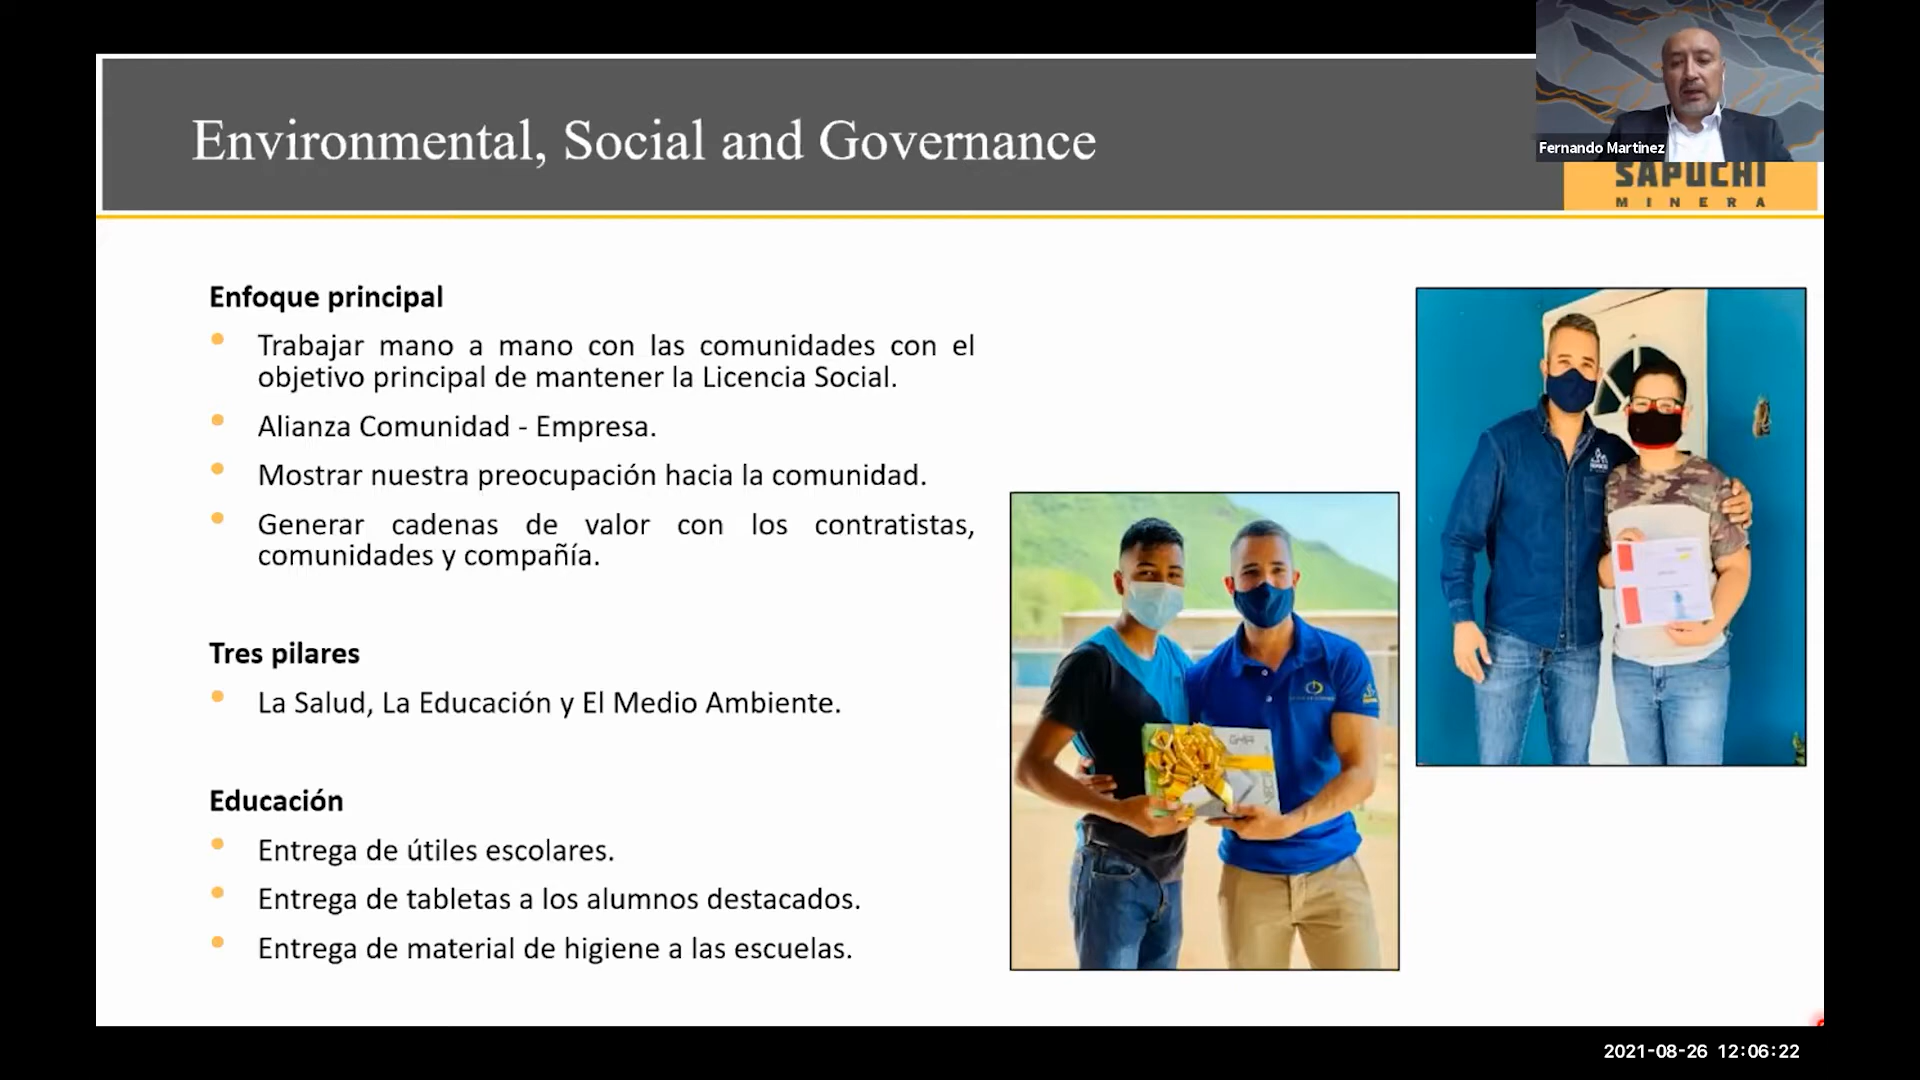 Environmental, Social and Governance
Fernando Martinez
SAPUCHI
MINERA
Enfoque principal
Trabajar mano a mano con las comunidades con el
objetivo principal de mantener la Licencia Social.
Alianza Comunidad - Empresa.
Mostrar nuestra preocupación hacia la comunidad.
Generar cadenas de valor con los contratistas,
comunidades y compañía.
Tres pilares
La Salud, La Educación y El Medio Ambiente.
Educación
Entrega de útiles escolares.
Entrega de tabletas a los alumnos destacados.
Entrega de material de higiene a las escuelas.
2021-08-26 12:06:22